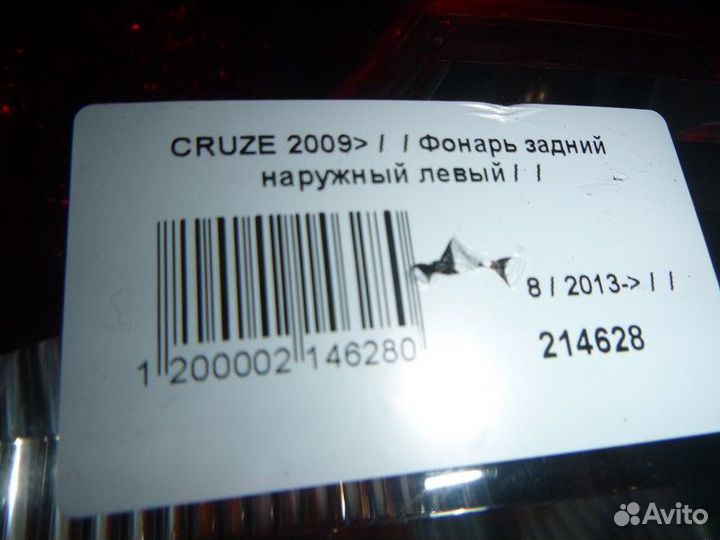 CRUZE 2009> / / Фонарь задний
наружный левый / /
8 / 2013-> / /
214628
1 200002 146280
Avito